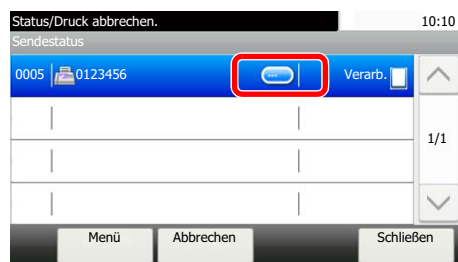 Status/Druck abbrechen. 10:10
Sendestatus
0005 0123456 ... Verarb.
1/1
Menü Abbrechen Schließen